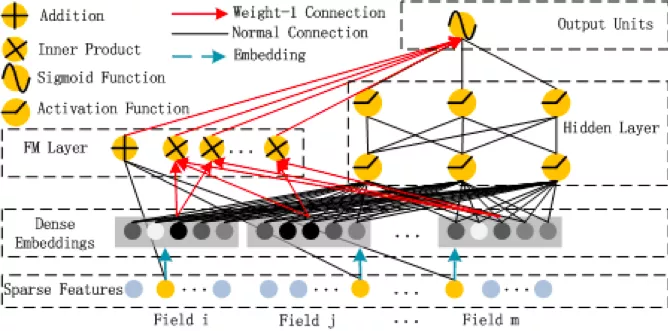 Addition
Inner Product
Sigmoid Function
Activation Function
Weight-1 Connection
Normal Connection
Embedding
Output Units
Hidden Layer
FM Layer
...
Dense
Embeddings
...
Sparse Features
... ... ... ...
Field i Field j ... Field m